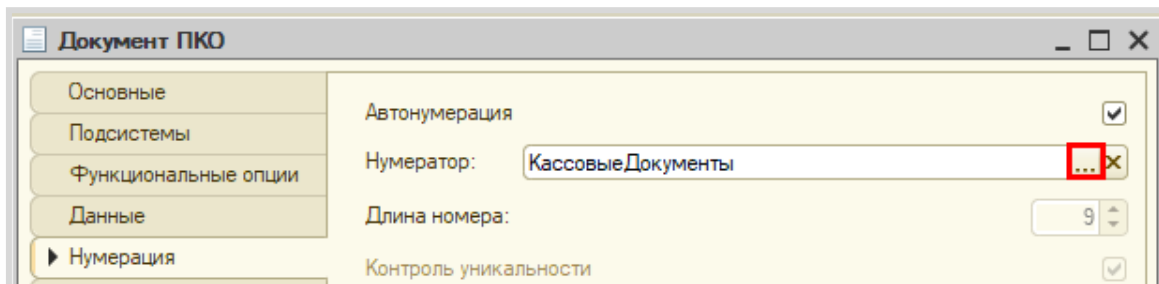 Документ ПКО
Основные
Подсистемы
Функциональные опции
Данные
Нумерация
Автонумерация
Нумератор: КассовыеДокументы ...
Длина номера: 9
Контроль уникальности